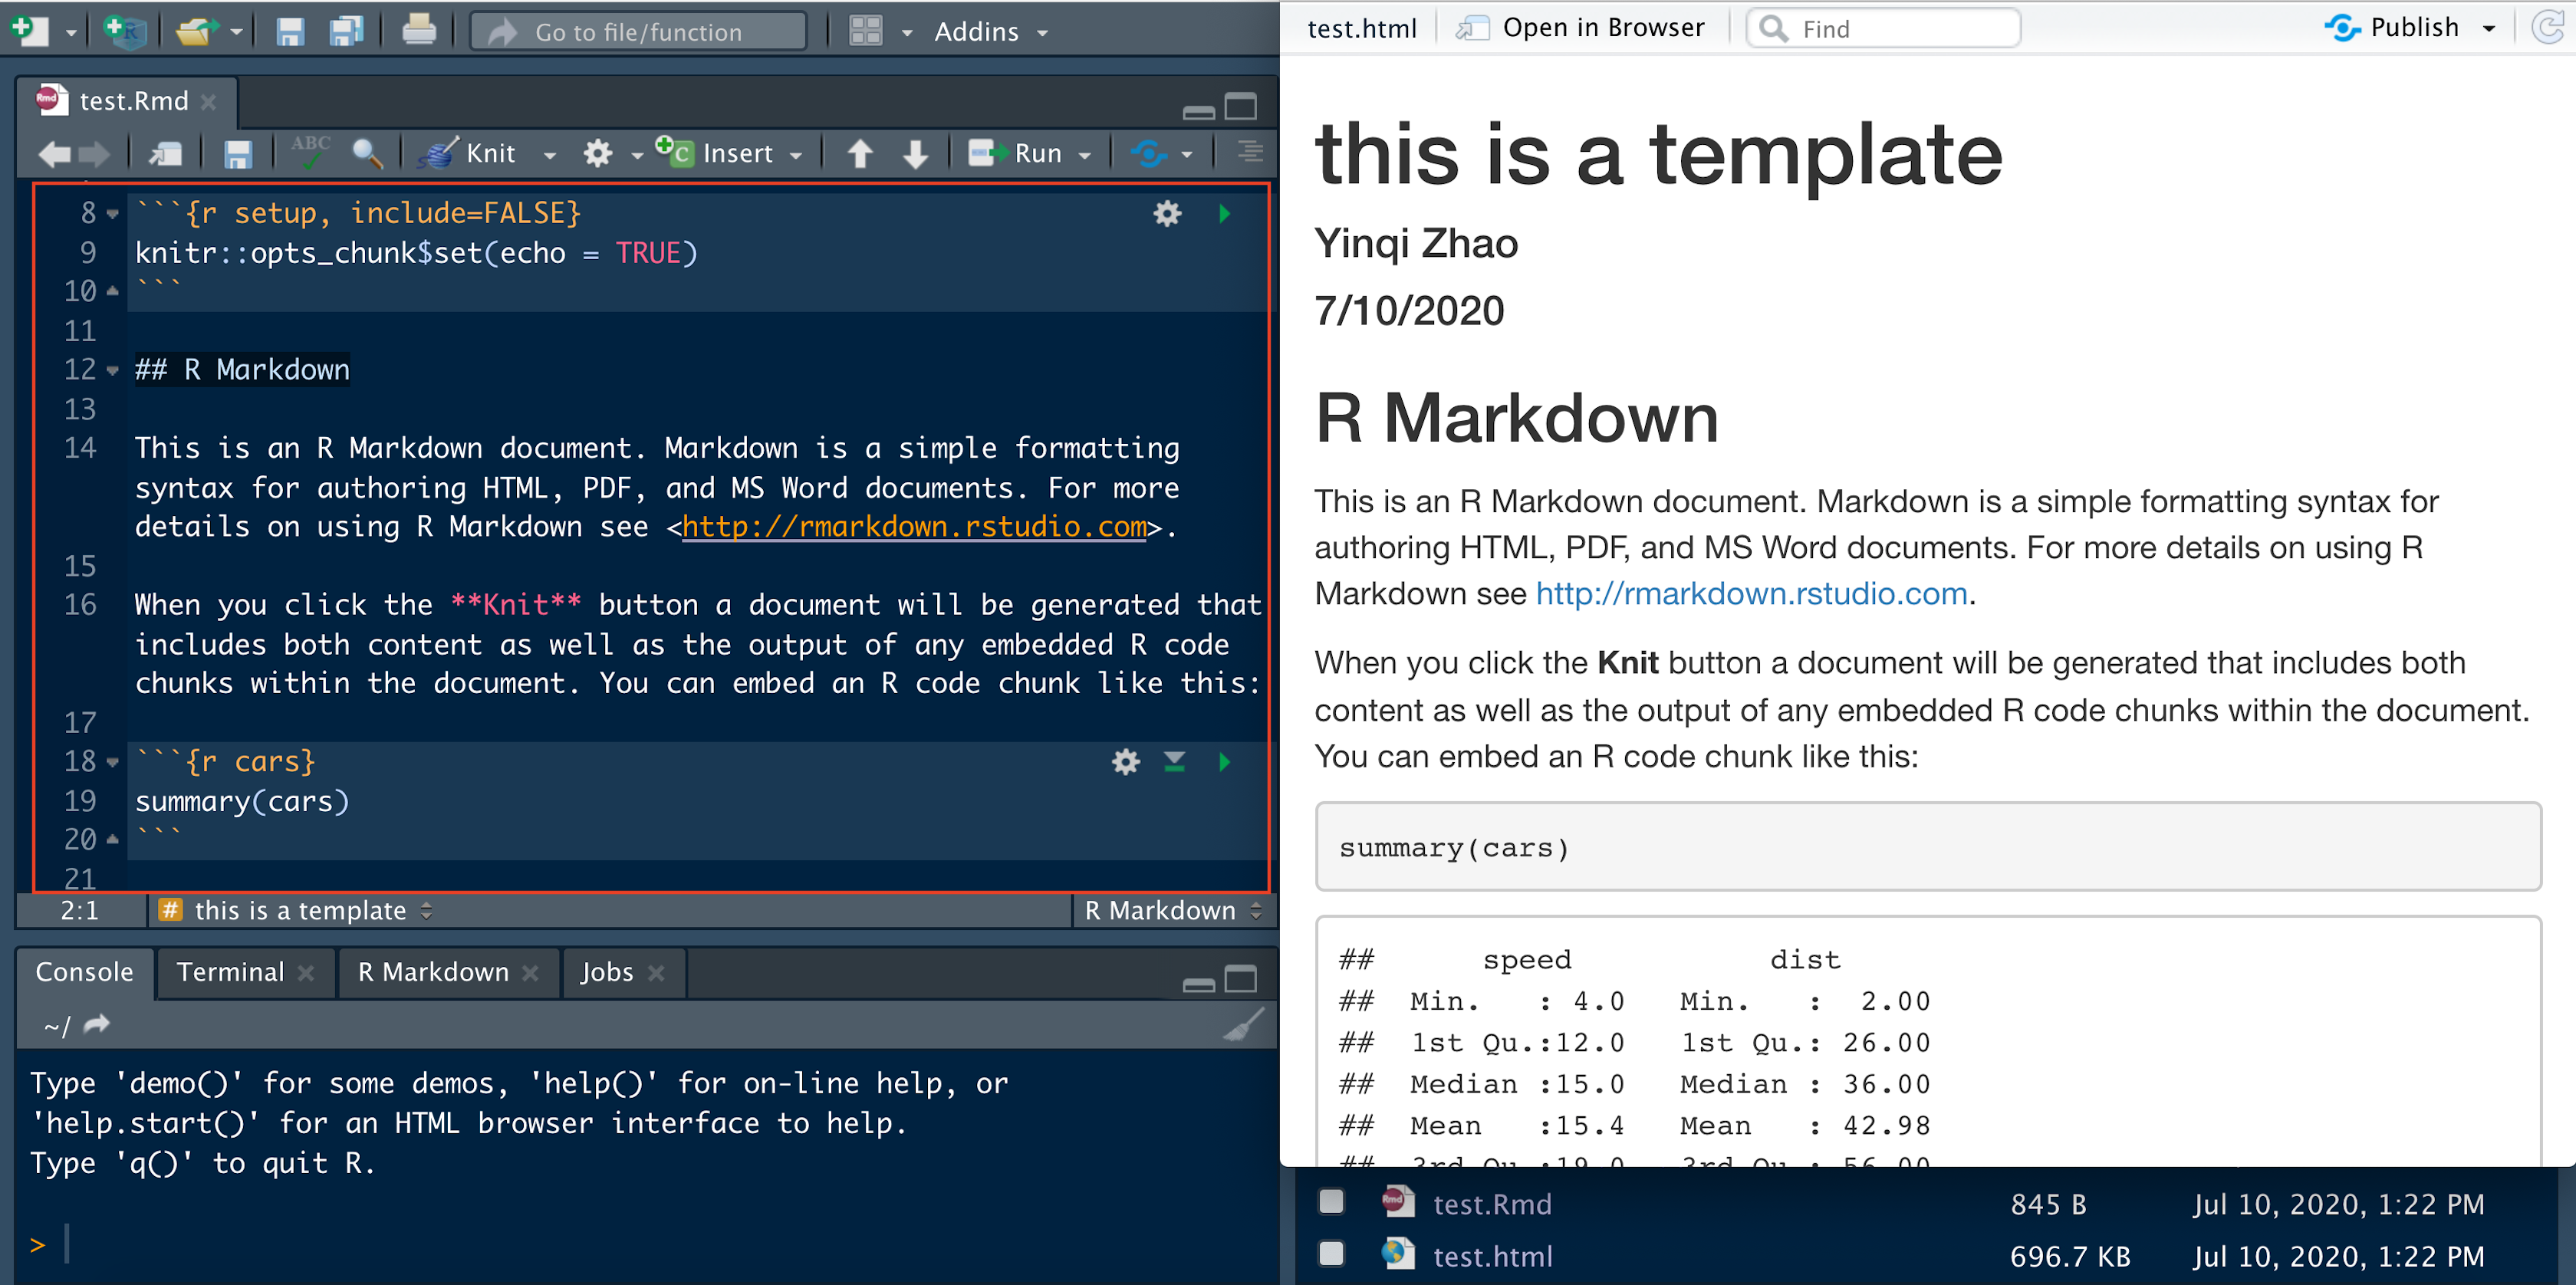 Go to file/function
Addins
test.Rmd
ABC
Knit
C Insert
Run
8 ```{r setup, include=FALSE}
9 knitr::opts_chunk$set(echo = TRUE)
10 ```
11
12 ## R Markdown
13
14 This is an R Markdown document. Markdown is a simple formatting
syntax for authoring HTML, PDF, and MS Word documents. For more
details on using R Markdown see <http://rmarkdown.rstudio.com>.
15
16 When you click the **Knit** button a document will be generated that
includes both content as well as the output of any embedded R code
chunks within the document. You can embed an R code chunk like this:
17
18 ```{r cars}
19 summary(cars)
20 ```
21
2:1 # this is a template R Markdown
Console Terminal R Markdown Jobs
~/
Type 'demo()' for some demos, 'help()' for on-line help, or
'help.start()' for an HTML browser interface to help.
Type 'q()' to quit R.
>
test.html Open in Browser Find Publish
this is a template
Yinqi Zhao
7/10/2020
R Markdown
This is an R Markdown document. Markdown is a simple formatting syntax for
authoring HTML, PDF, and MS Word documents. For more details on using R
Markdown see http://rmarkdown.rstudio.com.
When you click the Knit button a document will be generated that includes both
content as well as the output of any embedded R code chunks within the document.
You can embed an R code chunk like this:
summary(cars)
## speed dist
## Min. : 4.0 Min. : 2.00
## 1st Qu.:12.0 1st Qu.: 26.00
## Median :15.0 Median : 36.00
## Mean :15.4 Mean : 42.98
## 3rd Qu.:19.0 3rd Qu.: 56.00
test.Rmd 845 B Jul 10, 2020, 1:22 PM
test.html 696.7 KB Jul 10, 2020, 1:22 PM